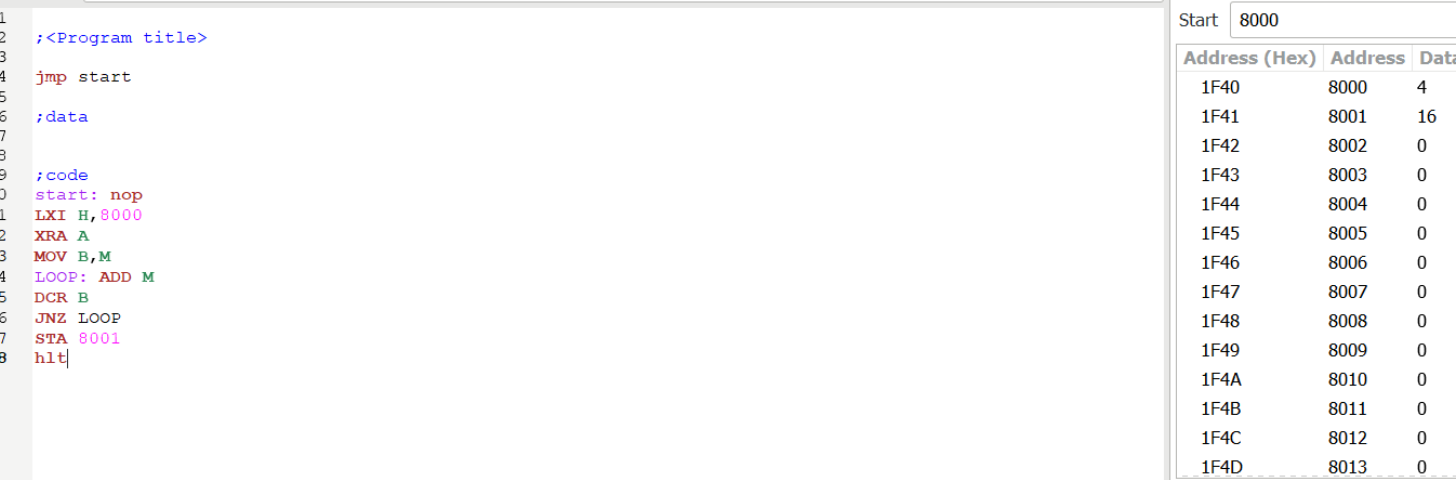 1
2 ;<Program title>
3
4 jmp start
5
6 ;data
7
8
9 ;code
0 start: nop
1 LXI H,8000
2 XRA A
3 MOV B,M
4 LOOP: ADD M
5 DCR B
6 JNZ LOOP
7 STA 8001
8 hlt
Start 8000
Address (Hex) Address Data
1F40 8000 4
1F41 8001 16
1F42 8002 0
1F43 8003 0
1F44 8004 0
1F45 8005 0
1F46 8006 0
1F47 8007 0
1F48 8008 0
1F49 8009 0
1F4A 8010 0
1F4B 8011 0
1F4C 8012 0
1F4D 8013 0